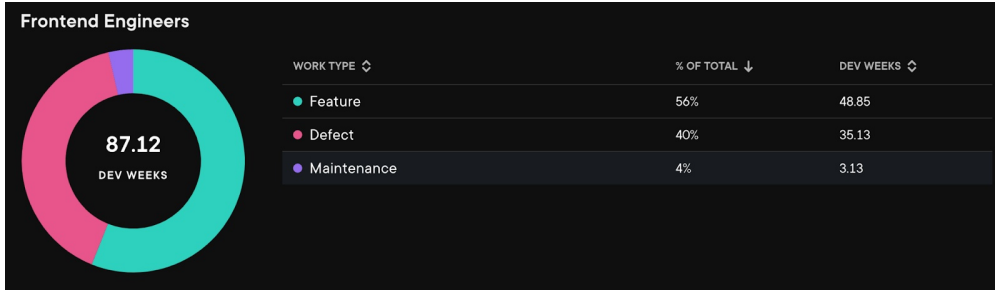 Frontend Engineers
87.12
DEV WEEKS
WORK TYPE % OF TOTAL DEV WEEKS
Feature 56% 48.85
Defect 40% 35.13
Maintenance 4% 3.13